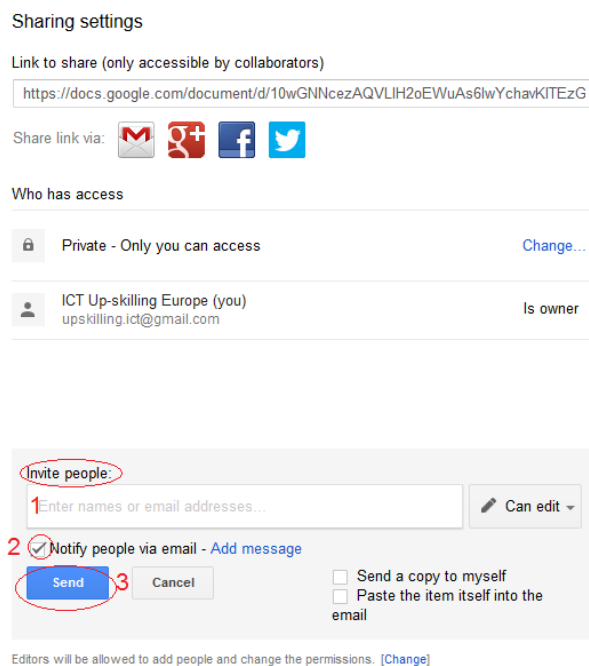 Sharing settings
Link to share (only accessible by collaborators)
https://docs.google.com/document/d/10wGNNcezAQVLIH2oEWuAs6lwYchavKlTEzG
Share link via:
Who has access
Private - Only you can access Change...
ICT Up-skilling Europe (you) Is owner
upskilling.ict@gmail.com
Invite people:
1 Enter names or email addresses... Can edit
2 Notify people via email - Add message
Send 3 Cancel Send a copy to myself
Paste the item itself into the
email
Editors will be allowed to add people and change the permissions. [Change]